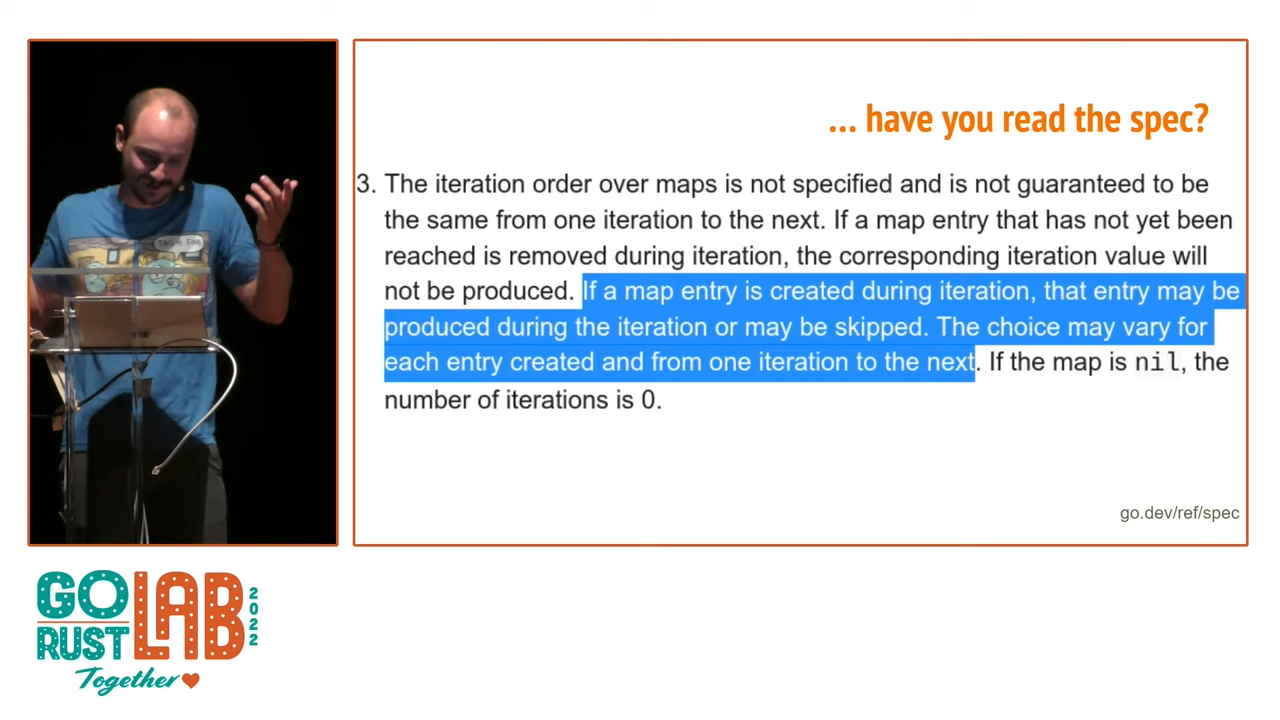 ... have you read the spec?
3. The iteration order over maps is not specified and is not guaranteed to be
the same from one iteration to the next. If a map entry that has not yet been
reached is removed during iteration, the corresponding iteration value will
not be produced. If a map entry is created during iteration, that entry may be
produced during the iteration or may be skipped. The choice may vary for
each entry created and from one iteration to the next. If the map is nil, the
number of iterations is 0.
go.dev/ref/spec
THIS IS FINE
GO LAB 2022
RUST
Together